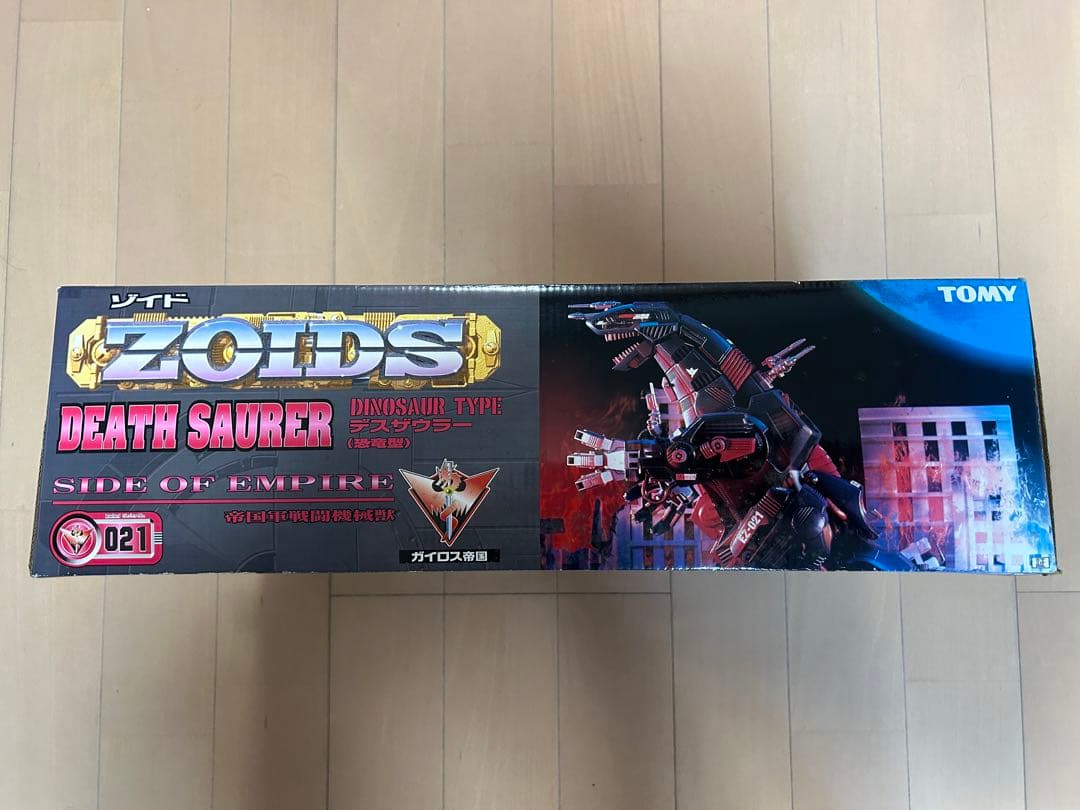 ゾイド
ZOIDS
DEATH SAURER
DINOSAUR TYPE
デスザウラー
〈恐竜型〉
SIDE OF EMPIRE
帝国軍戦闘機械獣
021
ガイロス帝国
TOMY
EZ-021